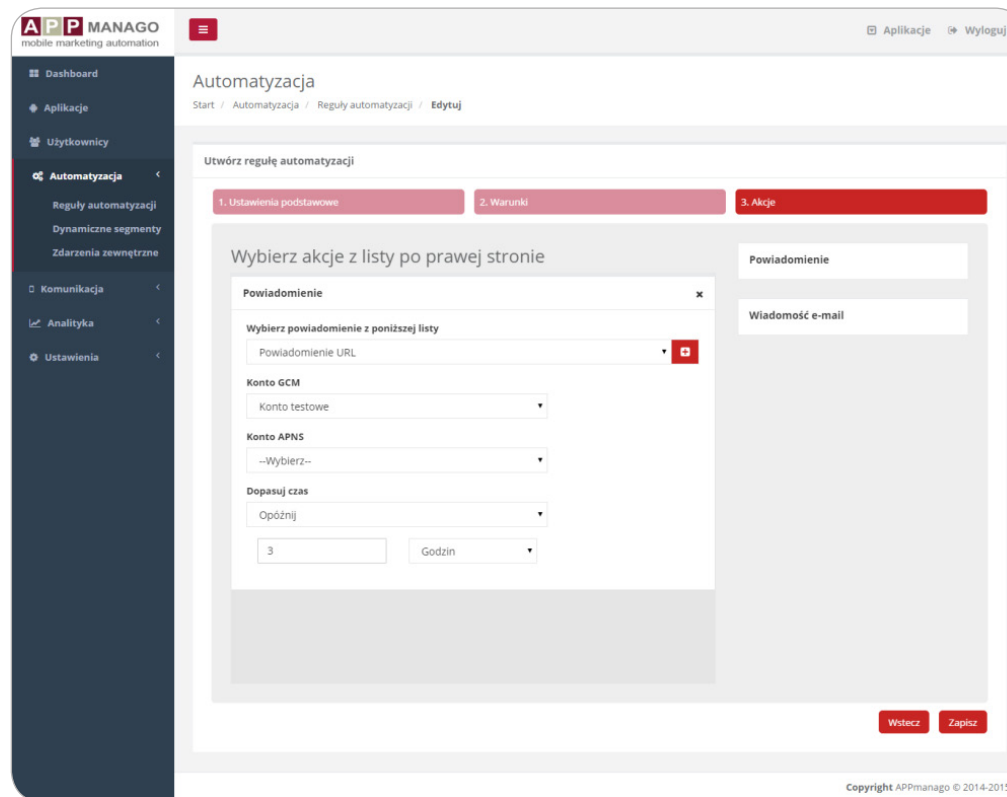 APP MANAGO
mobile marketing automation
Aplikacje
Wyloguj
Dashboard
Aplikacje
Użytkownicy
Automatyzacja
Reguły automatyzacji
Dynamiczne segmenty
Zdarzenia zewnętrzne
Komunikacja
Analityka
Ustawienia
Automatyzacja
Start / Automatyzacja / Reguły automatyzacji / Edytuj
Utwórz regułę automatyzacji
1. Ustawienia podstawowe
2. Warunki
3. Akcje
Wybierz akcje z listy po prawej stronie
Powiadomienie
Wybierz powiadomienie z poniższej listy
Powiadomienie URL
Konto GCM
Konto testowe
Konto APNS
--Wybierz--
Dopasuj czas
Opóźnij
3
Godzin
Powiadomienie
Wiadomość e-mail
Wstecz
Zapisz
Copyright APPmanago © 2014-2015